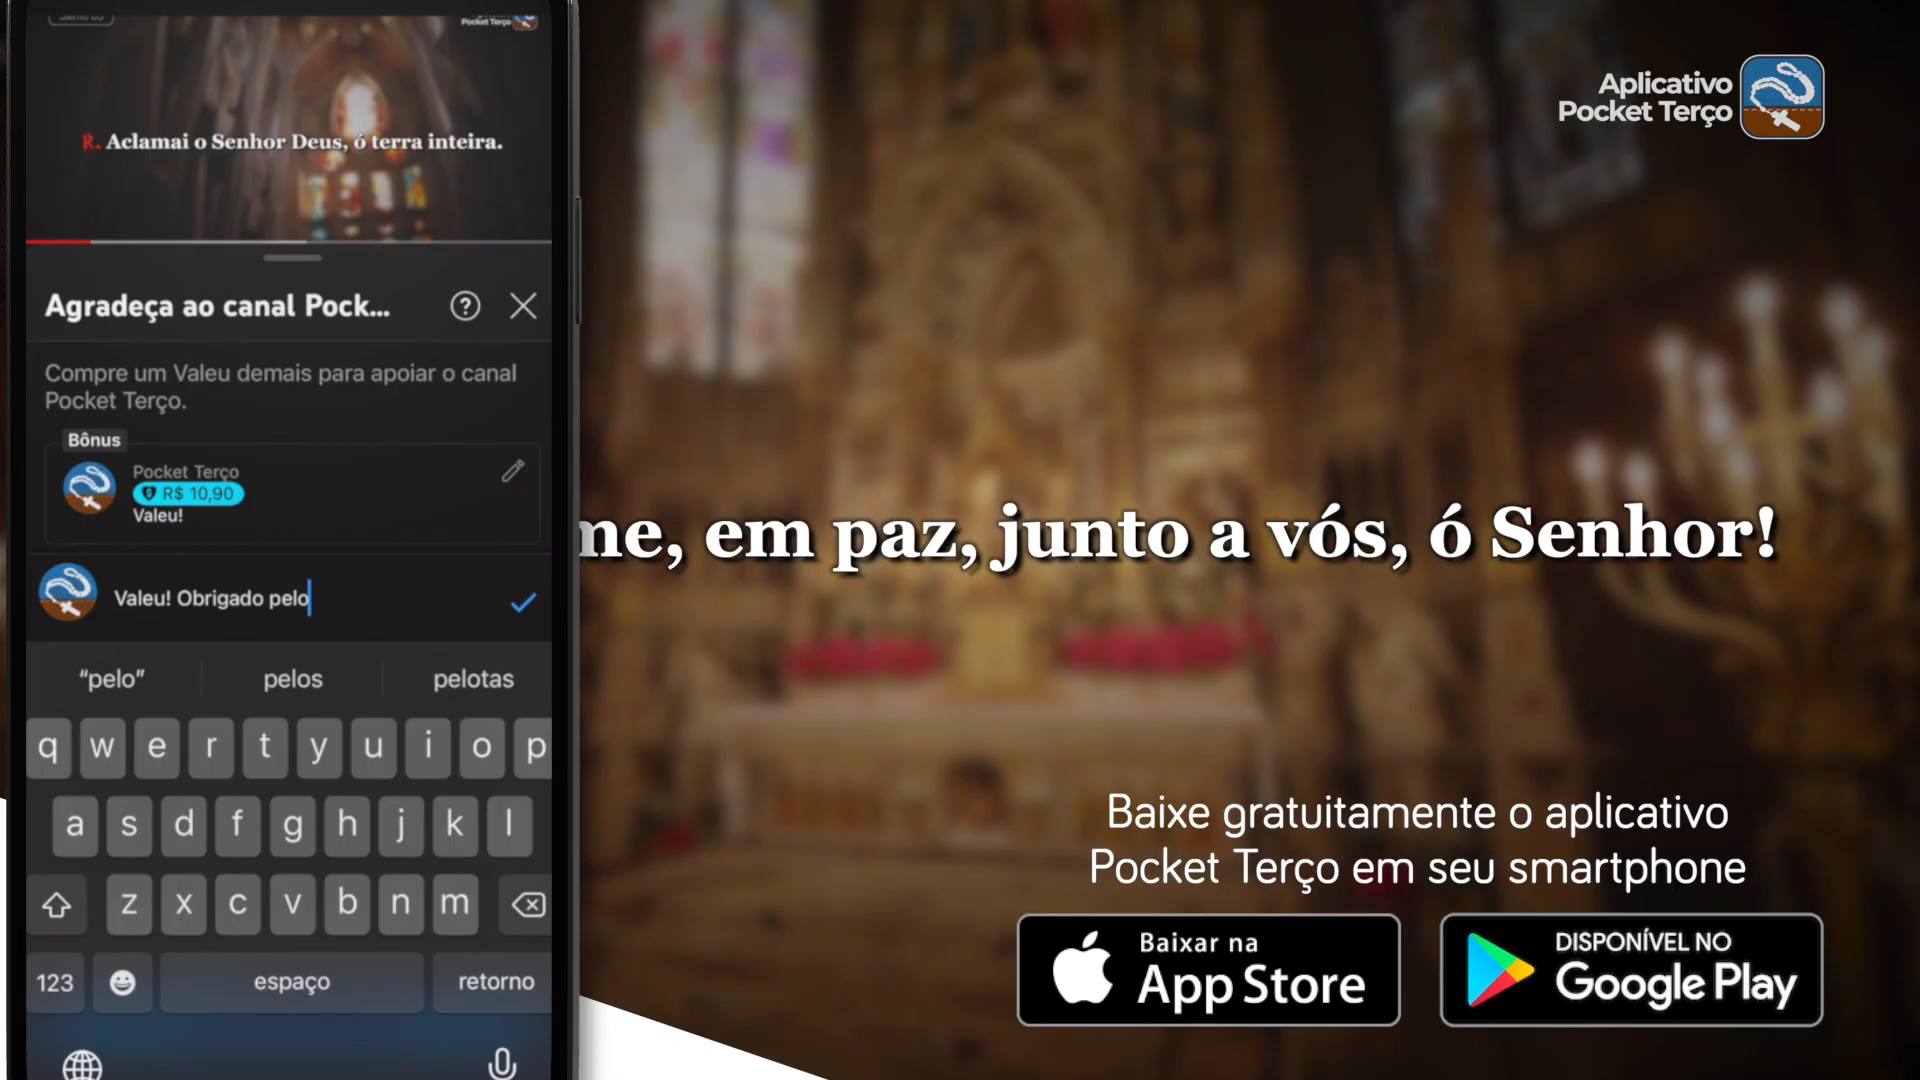 Pocket Terço
R. Aclamai o Senhor Deus, ó terra inteira.
Agradeça ao canal Pock...
Compre um Valeu demais para apoiar o canal
Pocket Terço.
Bônus
Pocket Terço
R$ 10,90
Valeu!
Valeu! Obrigado pelo
“pelo” pelos pelotas
q w e r t y u i o p
a s d f g h j k l
z x c v b n m
123 espaço retorno
Aplicativo
Pocket Terço
me, em paz, junto a vós, ó Senhor!
Baixe gratuitamente o aplicativo
Pocket Terço em seu smartphone
Baixar na
App Store
DISPONÍVEL NO
Google Play